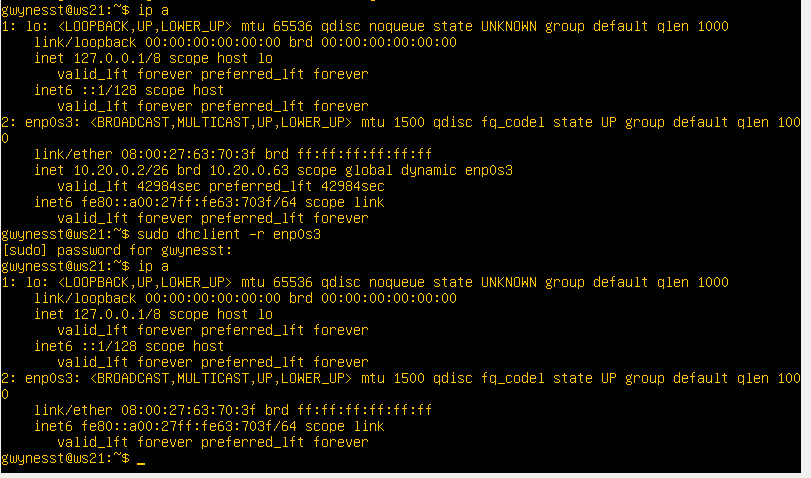 gwynesst@ws21:~$ ip a
1: lo: <LOOPBACK,UP,LOWER_UP> mtu 65536 qdisc noqueue state UNKNOWN group default qlen 1000
    link/loopback 00:00:00:00:00:00 brd 00:00:00:00:00:00
    inet 127.0.0.1/8 scope host lo
       valid_lft forever preferred_lft forever
    inet6 ::1/128 scope host
       valid_lft forever preferred_lft forever
2: enp0s3: <BROADCAST,MULTICAST,UP,LOWER_UP> mtu 1500 qdisc fq_codel state UP group default qlen 100
0
    link/ether 08:00:27:63:70:3f brd ff:ff:ff:ff:ff:ff
    inet 10.20.0.2/26 brd 10.20.0.63 scope global dynamic enp0s3
       valid_lft 42984sec preferred_lft 42984sec
    inet6 fe80::a00:27ff:fe63:703f/64 scope link
       valid_lft forever preferred_lft forever
gwynesst@ws21:~$ sudo dhclient -r enp0s3
[sudo] password for gwynesst:
gwynesst@ws21:~$ ip a
1: lo: <LOOPBACK,UP,LOWER_UP> mtu 65536 qdisc noqueue state UNKNOWN group default qlen 1000
    link/loopback 00:00:00:00:00:00 brd 00:00:00:00:00:00
    inet 127.0.0.1/8 scope host lo
       valid_lft forever preferred_lft forever
    inet6 ::1/128 scope host
       valid_lft forever preferred_lft forever
2: enp0s3: <BROADCAST,MULTICAST,UP,LOWER_UP> mtu 1500 qdisc fq_codel state UP group default qlen 100
0
    link/ether 08:00:27:63:70:3f brd ff:ff:ff:ff:ff:ff
    inet6 fe80::a00:27ff:fe63:703f/64 scope link
       valid_lft forever preferred_lft forever
gwynesst@ws21:~$ _